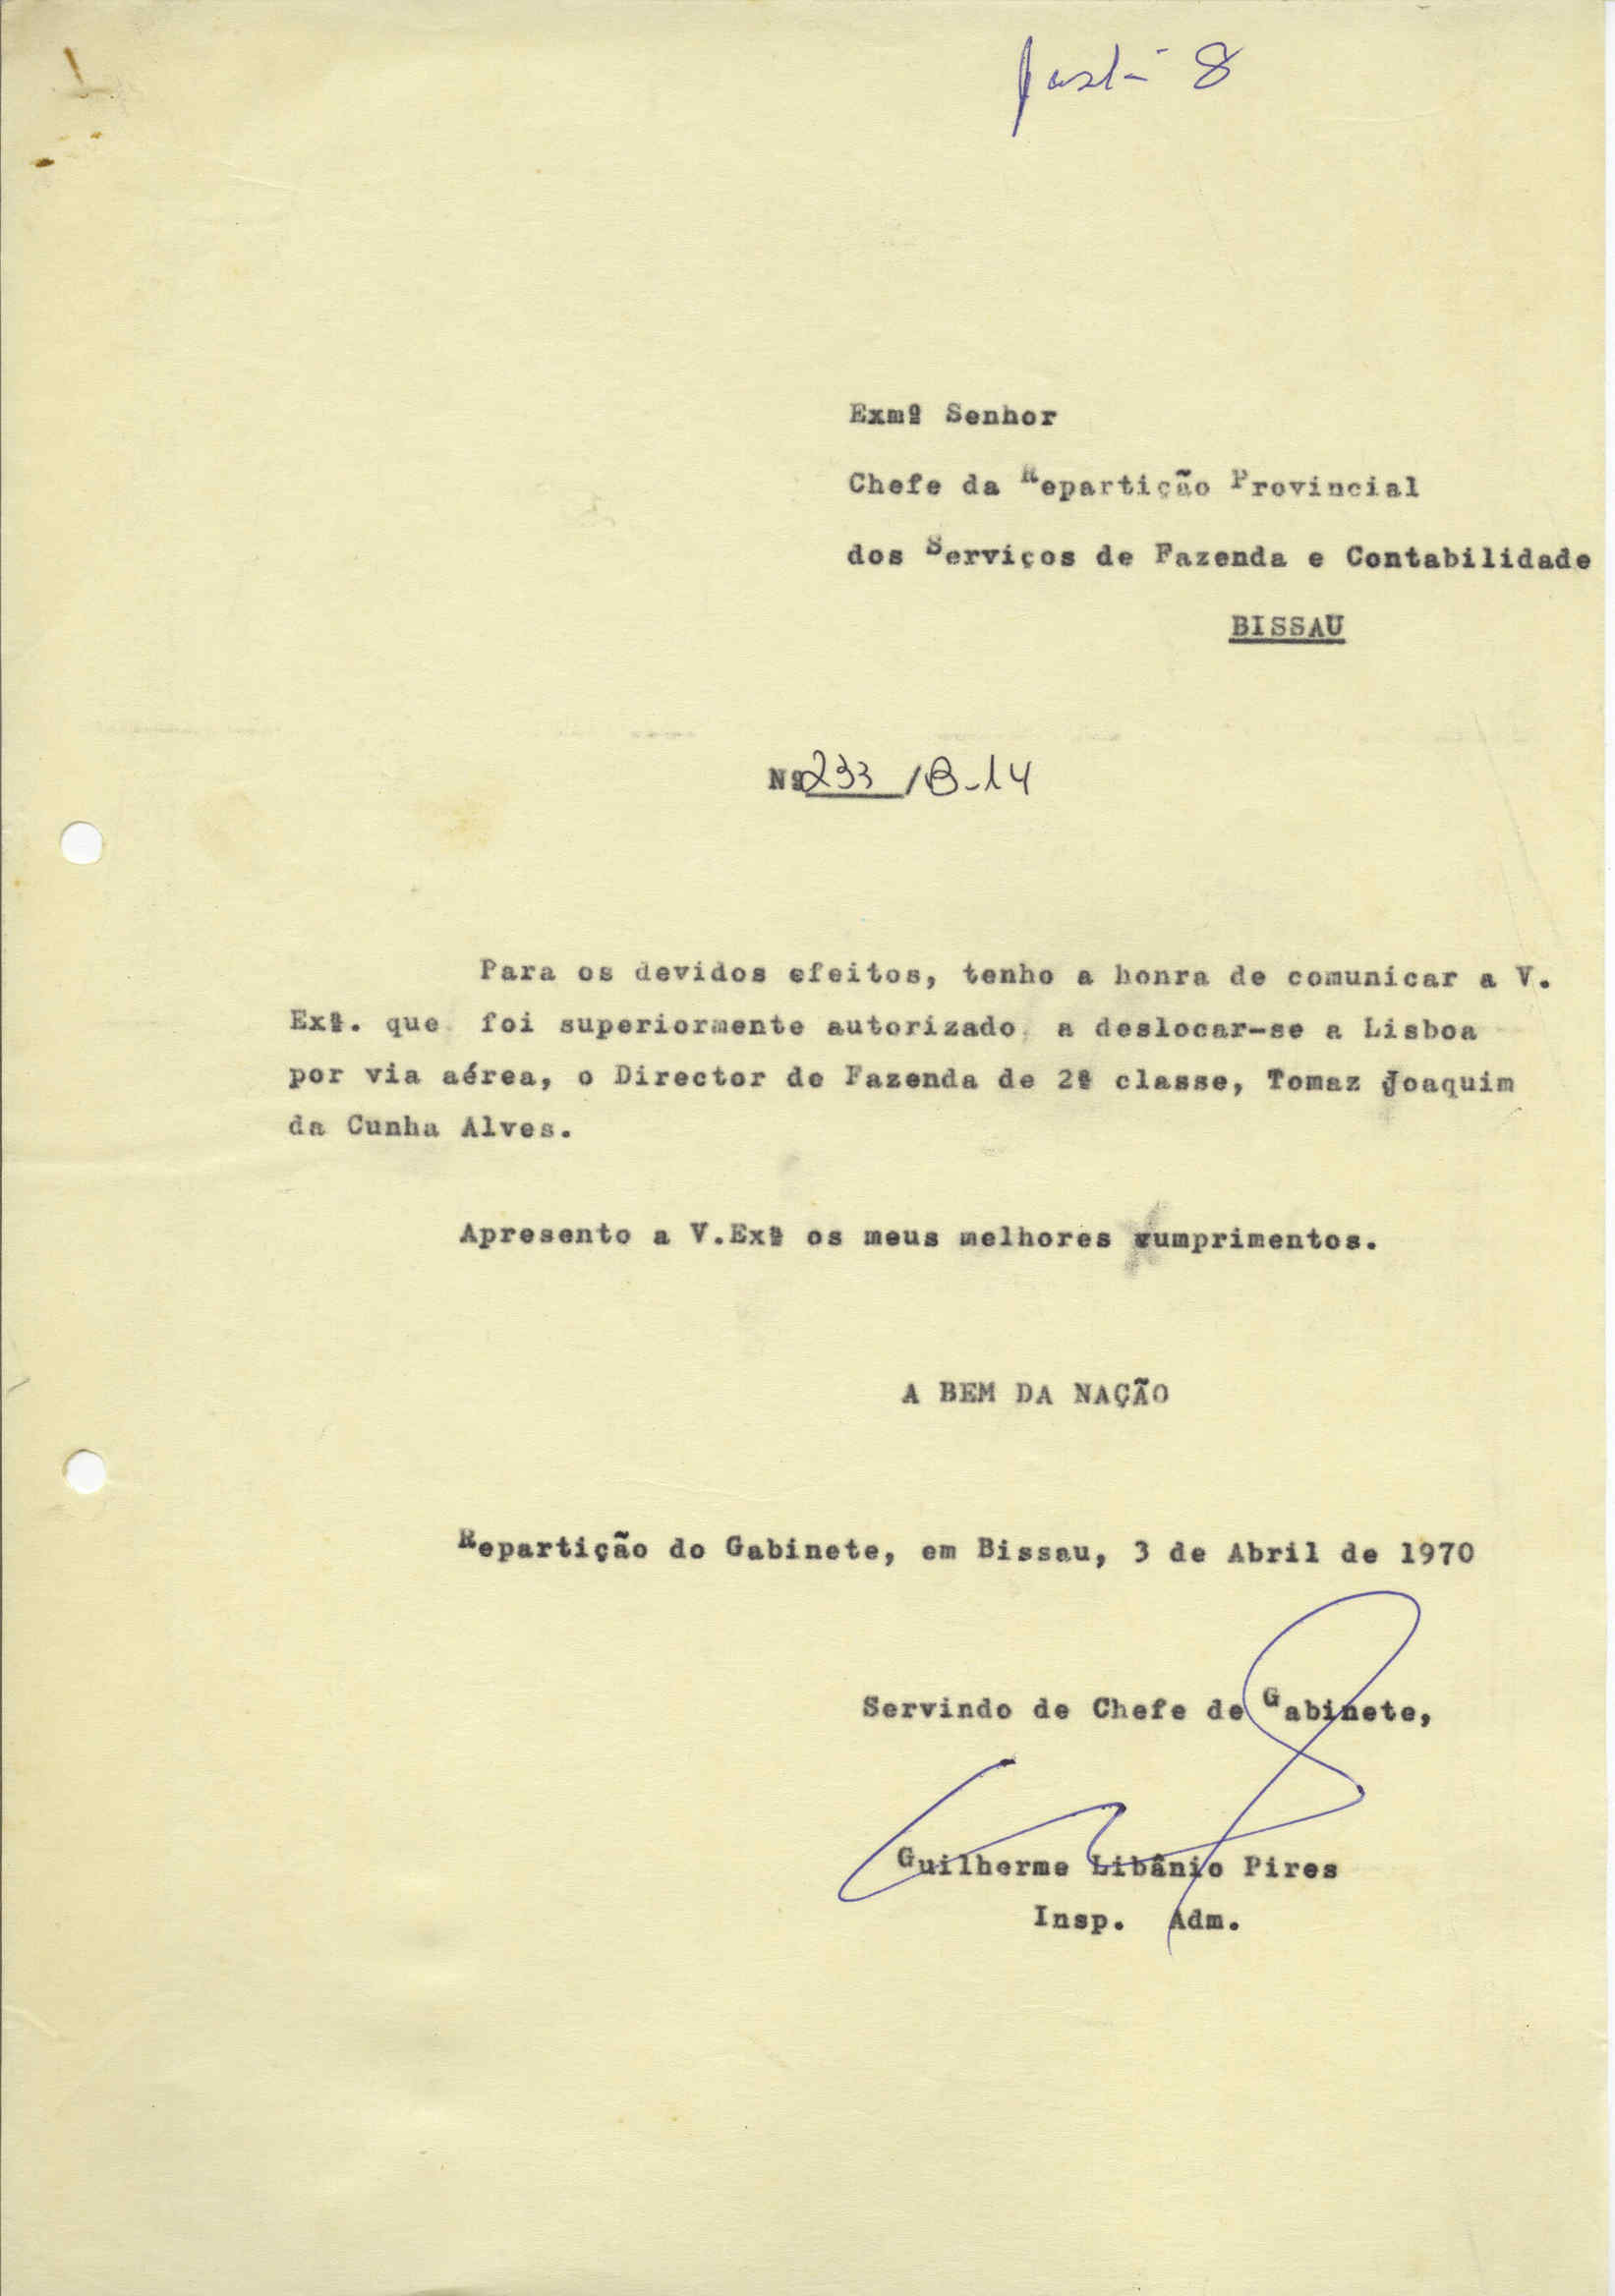 pasta 8
Exmº Senhor
Chefe da Repartição Provincial
dos Serviços de Fazenda e Contabilidade
BISSAU
Nº 233 /B-14
Para os devidos efeitos, tenho a honra de comunicar a V.
Exª. que foi superiormente autorizado, a deslocar-se a Lisboa
por via aérea, o Director de Fazenda de 2ª classe, Tomaz Joaquim
da Cunha Alves.
Apresento a V.Exª os meus melhores cumprimentos.
A BEM DA NAÇÃO
Repartição do Gabinete, em Bissau, 3 de Abril de 1970
Servindo de Chefe de Gabinete,
Guilherme Libânio Pires
Insp. Adm.